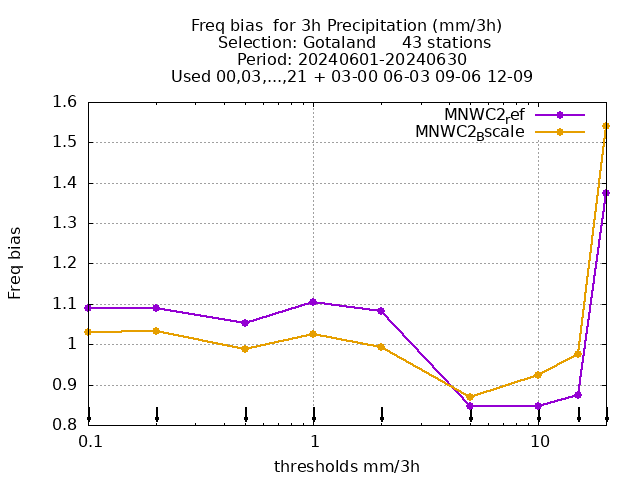 Freq bias  for 3h Precipitation (mm/3h)
Selection: Gotaland     43 stations
Period: 20240601-20240630
Used 00,03,...,21 + 03-00 06-03 09-06 12-09
MNWC2ref
MNWC2Bscale
1.6
1.5
1.4
1.3
1.2
1.1
1
0.9
0.8
Freq bias
0.1 1 10
thresholds mm/3h